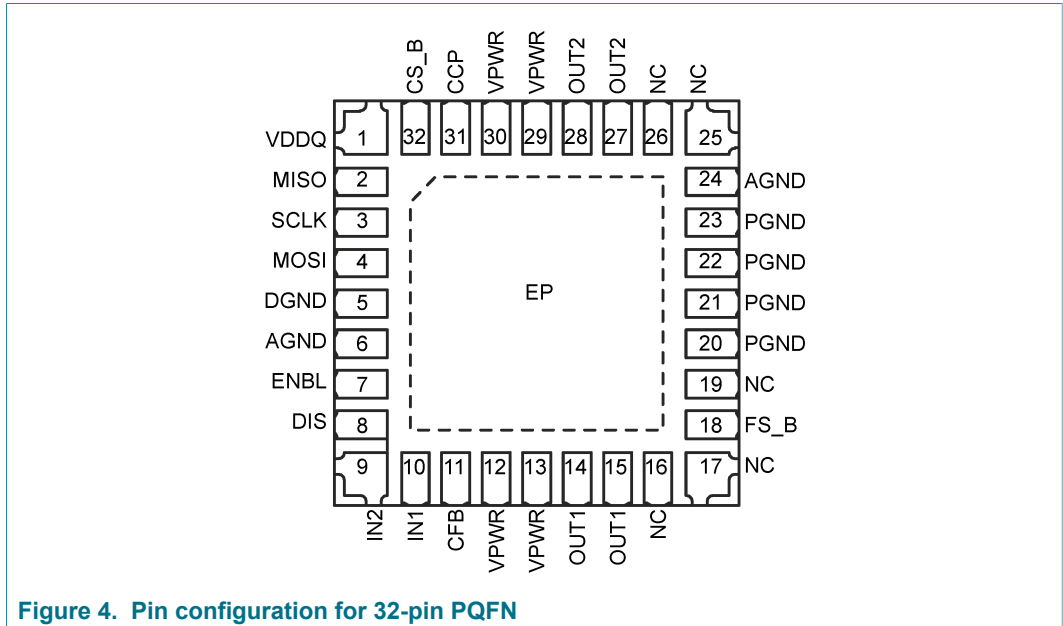 CS_B CCP VPWR VPWR OUT2 OUT2 NC NC
VDDQ 1 32 31 30 29 28 27 26 25
MISO 2 24 AGND
SCLK 3 23 PGND
MOSI 4 22 PGND
EP
DGND 5 21 PGND
AGND 6 20 PGND
ENBL 7 19 NC
DIS 8 18 FS_B
9 10 11 12 13 14 15 16 17 NC
IN2 IN1 CFB VPWR VPWR OUT1 OUT1 NC
Figure 4. Pin configuration for 32-pin PQFN